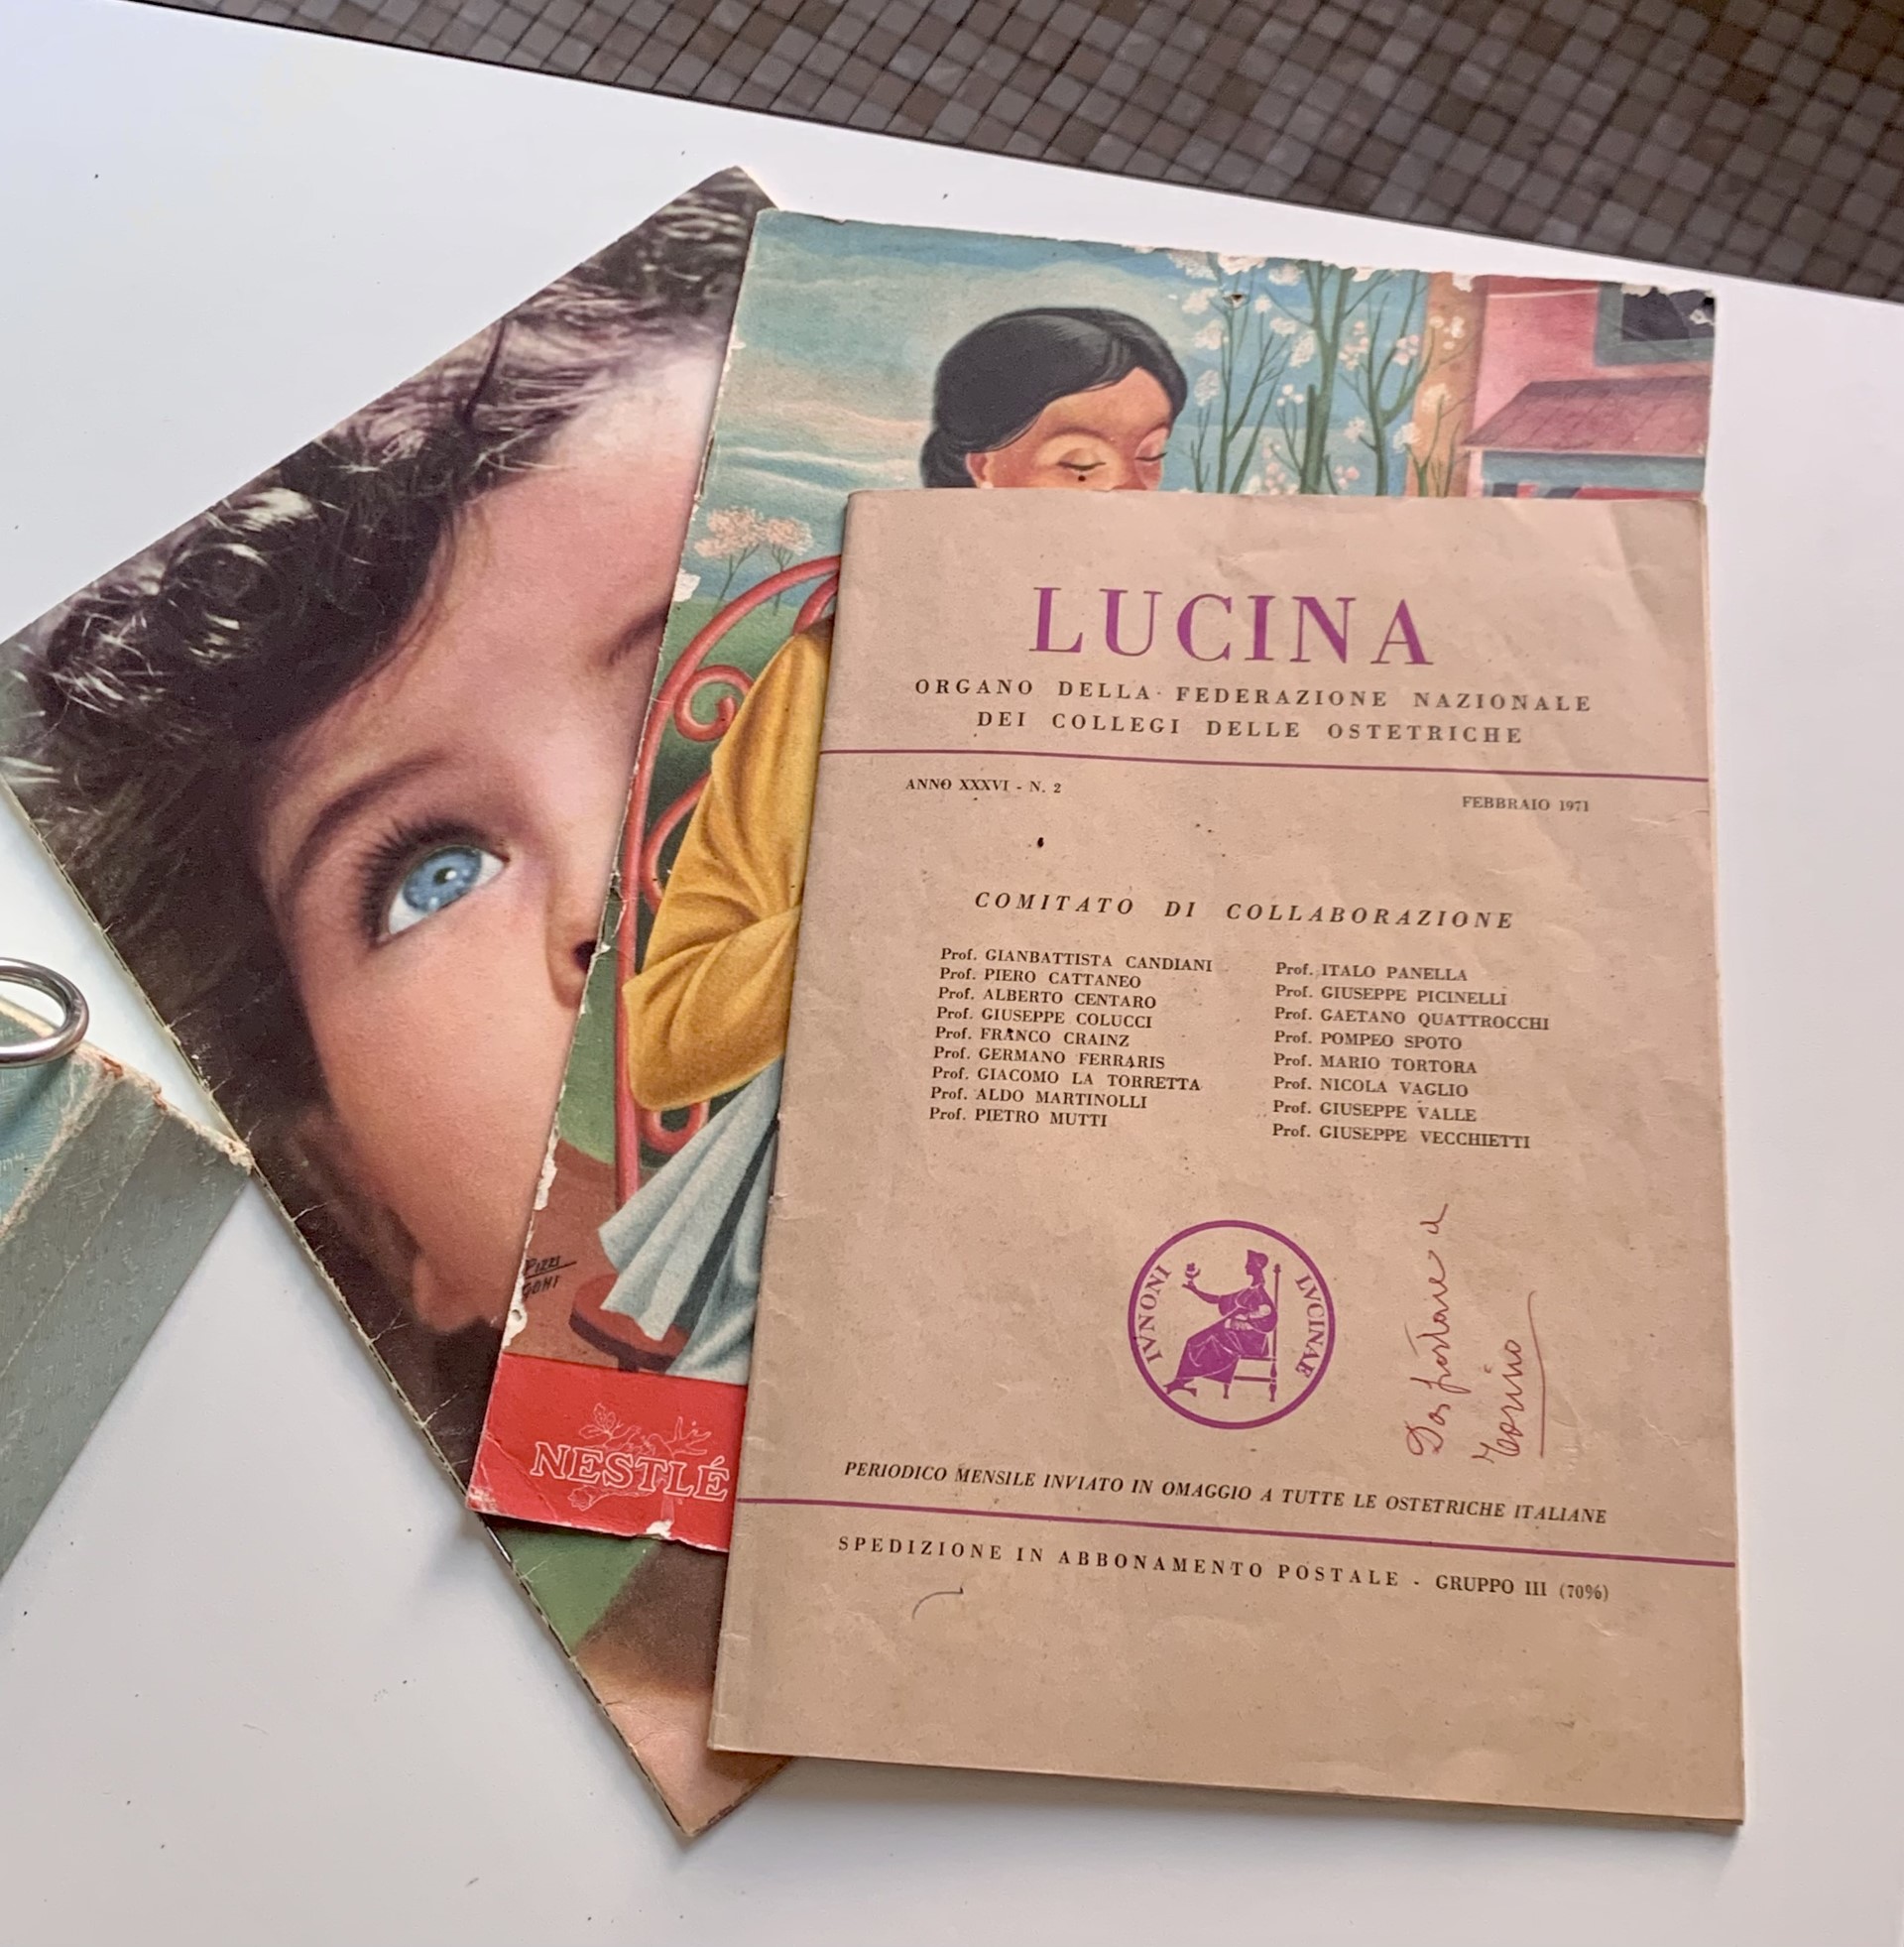 LUCINA
ORGANO DELLA FEDERAZIONE NAZIONALE
DEI COLLEGI DELLE OSTETRICHE
ANNO XXXVI - N. 2
FEBBRAIO 1971
COMITATO DI COLLABORAZIONE
Prof. GIANBATTISTA CANDIANI
Prof. PIERO CATTANEO
Prof. ALBERTO CENTARO
Prof. GIUSEPPE COLUCCI
Prof. FRANCO CRAINZ
Prof. GERMANO FERRARIS
Prof. GIACOMO LA TORRETTA
Prof. ALDO MARTINOLLI
Prof. PIETRO MUTTI
Prof. ITALO PANELLA
Prof. GIUSEPPE PICINELLI
Prof. GAETANO QUATTROCCHI
Prof. POMPEO SPOTO
Prof. MARIO TORTORA
Prof. NICOLA VAGLIO
Prof. GIUSEPPE VALLE
Prof. GIUSEPPE VECCHIETTI
IVNONI LVCINAE
Da portare a
Torino
PERIODICO MENSILE INVIATO IN OMAGGIO A TUTTE LE OSTETRICHE ITALIANE
SPEDIZIONE IN ABBONAMENTO POSTALE - GRUPPO III (70%)
PIZZI
NESTLÉ